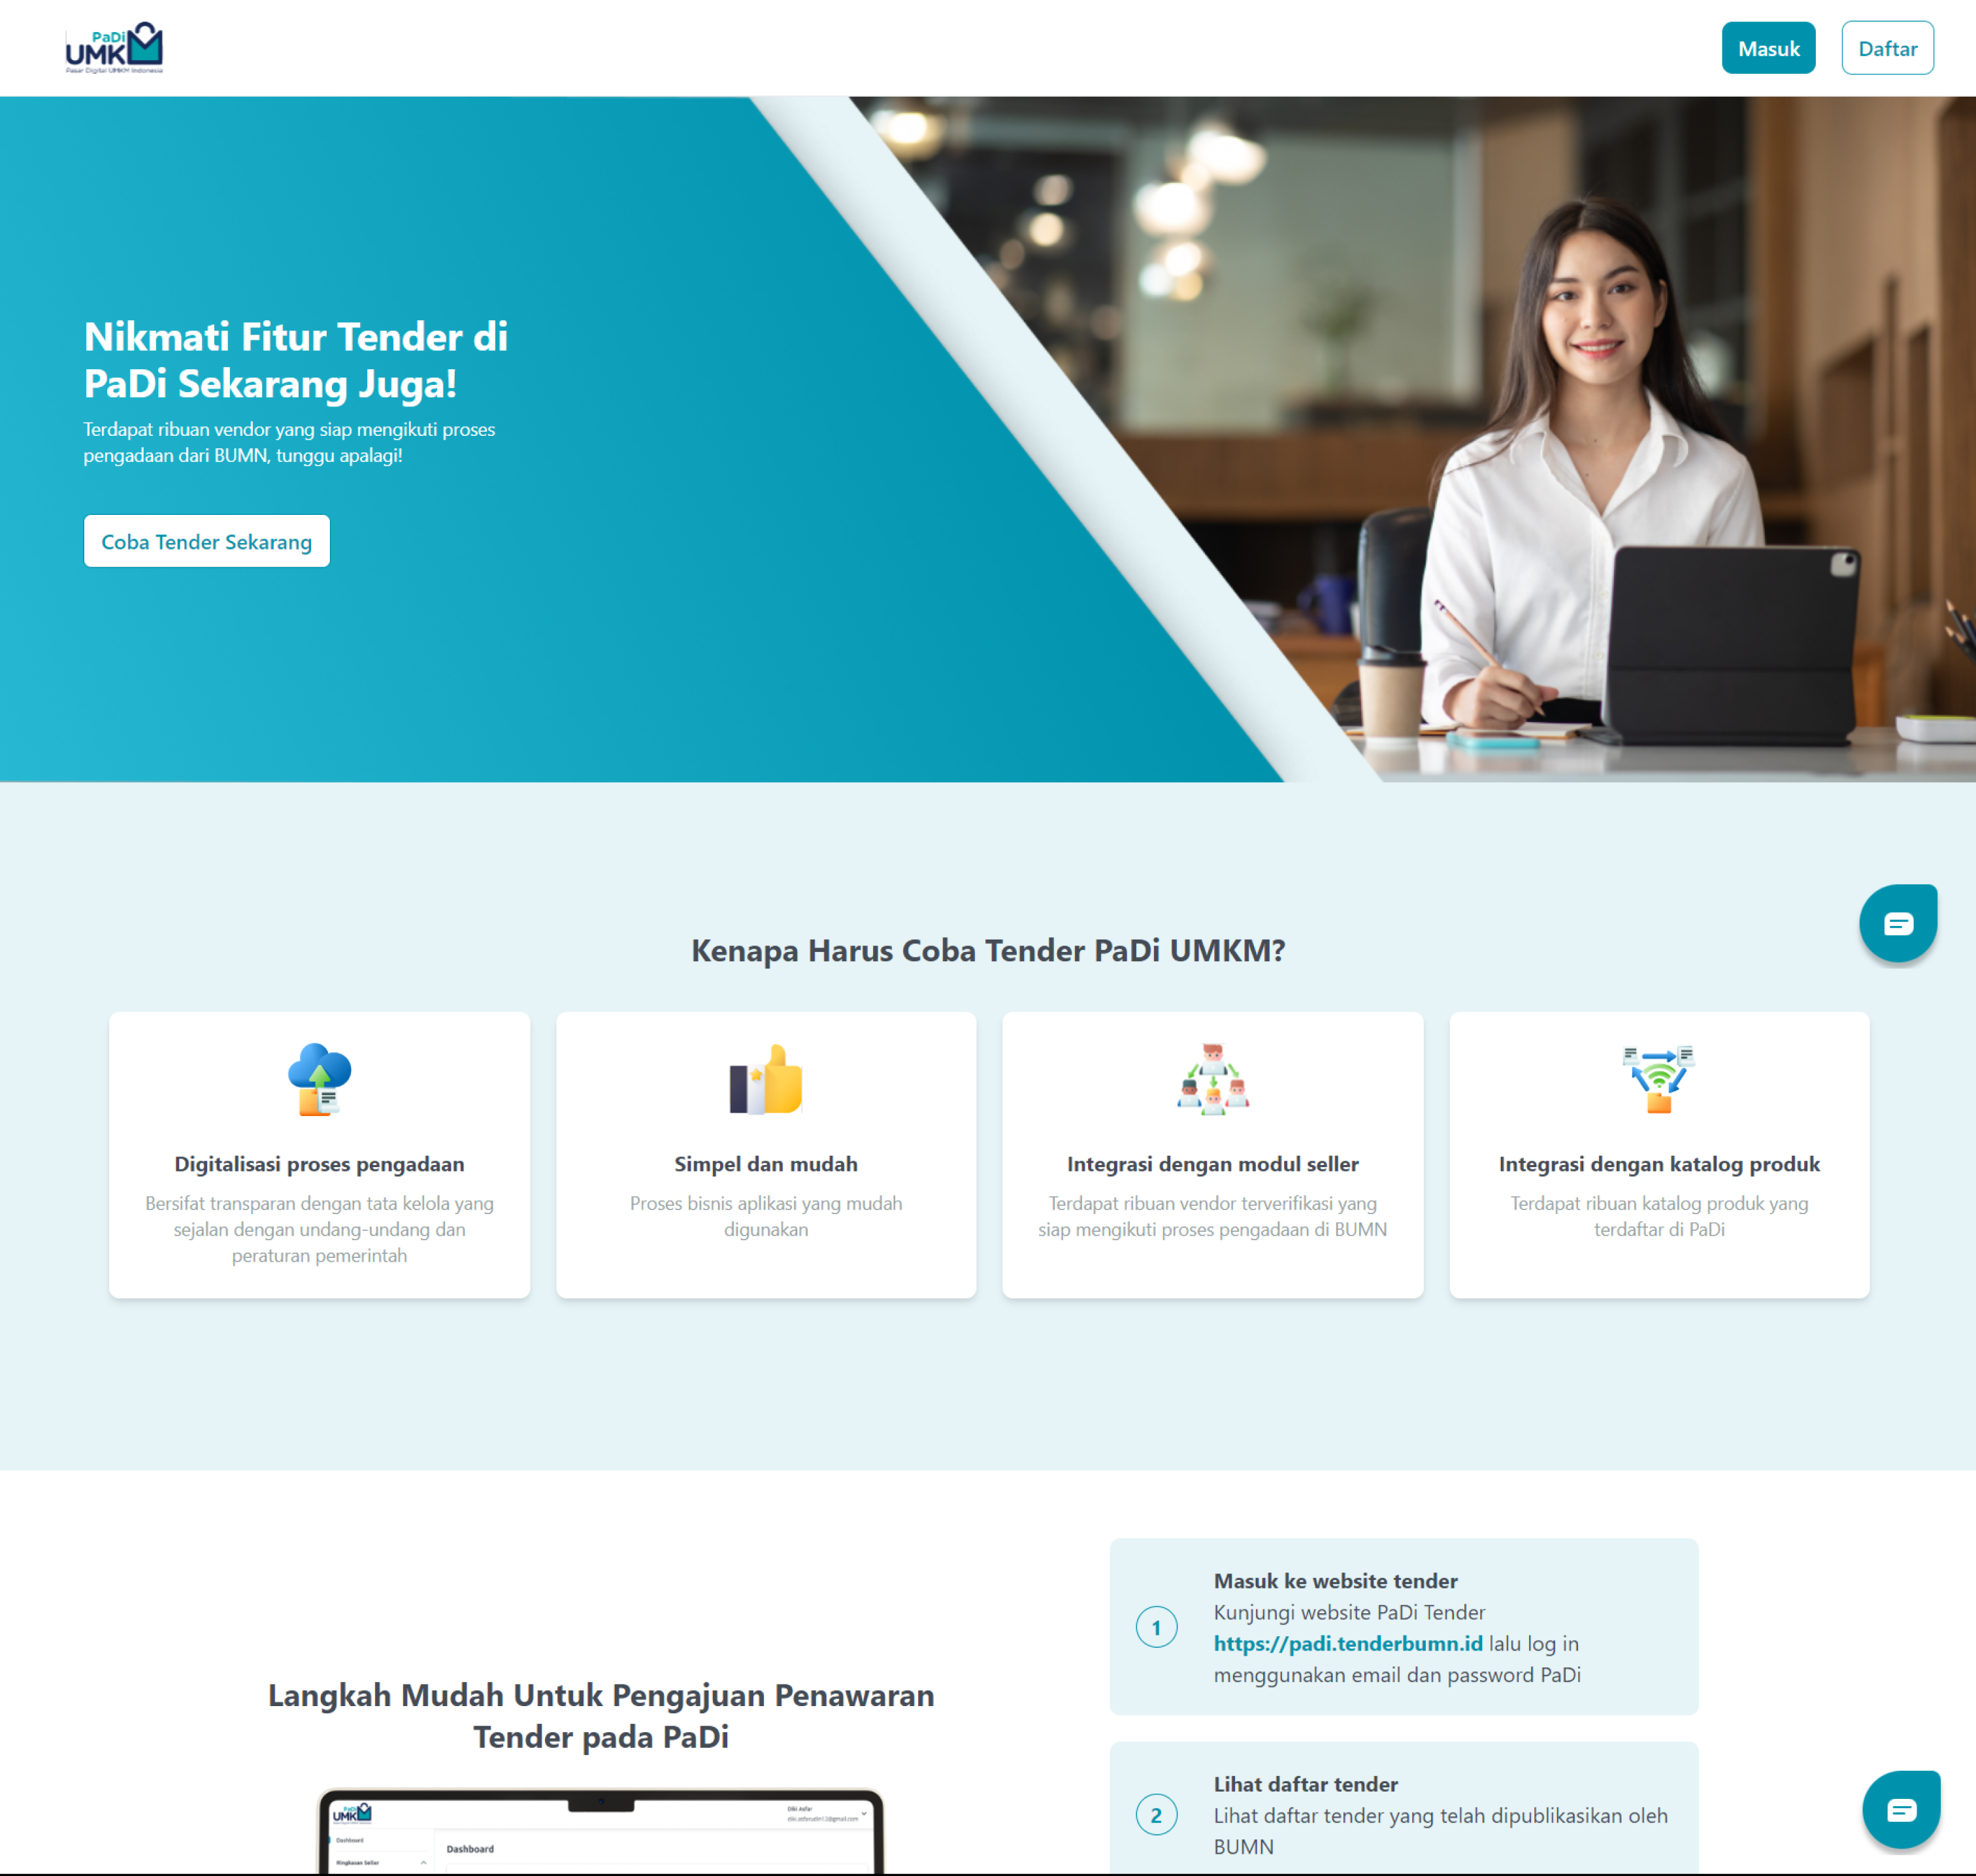 PaDi
UMKM
Pasar Digital UMKM Indonesia
Masuk
Daftar
Nikmati Fitur Tender di
PaDi Sekarang Juga!
Terdapat ribuan vendor yang siap mengikuti proses
pengadaan dari BUMN, tunggu apalagi!
Coba Tender Sekarang
Kenapa Harus Coba Tender PaDi UMKM?
Digitalisasi proses pengadaan
Bersifat transparan dengan tata kelola yang
sejalan dengan undang-undang dan
peraturan pemerintah
Simpel dan mudah
Proses bisnis aplikasi yang mudah
digunakan
Integrasi dengan modul seller
Terdapat ribuan vendor terverifikasi yang
siap mengikuti proses pengadaan di BUMN
Integrasi dengan katalog produk
Terdapat ribuan katalog produk yang
terdaftar di PaDi
Langkah Mudah Untuk Pengajuan Penawaran
Tender pada PaDi
PaDi
UMKM
Dashboard
Ringkasan Seller
Dashboard
1
Masuk ke website tender
Kunjungi website PaDi Tender
https://padi.tenderbumn.id lalu log in
menggunakan email dan password PaDi
2
Lihat daftar tender
Lihat daftar tender yang telah dipublikasikan oleh
BUMN